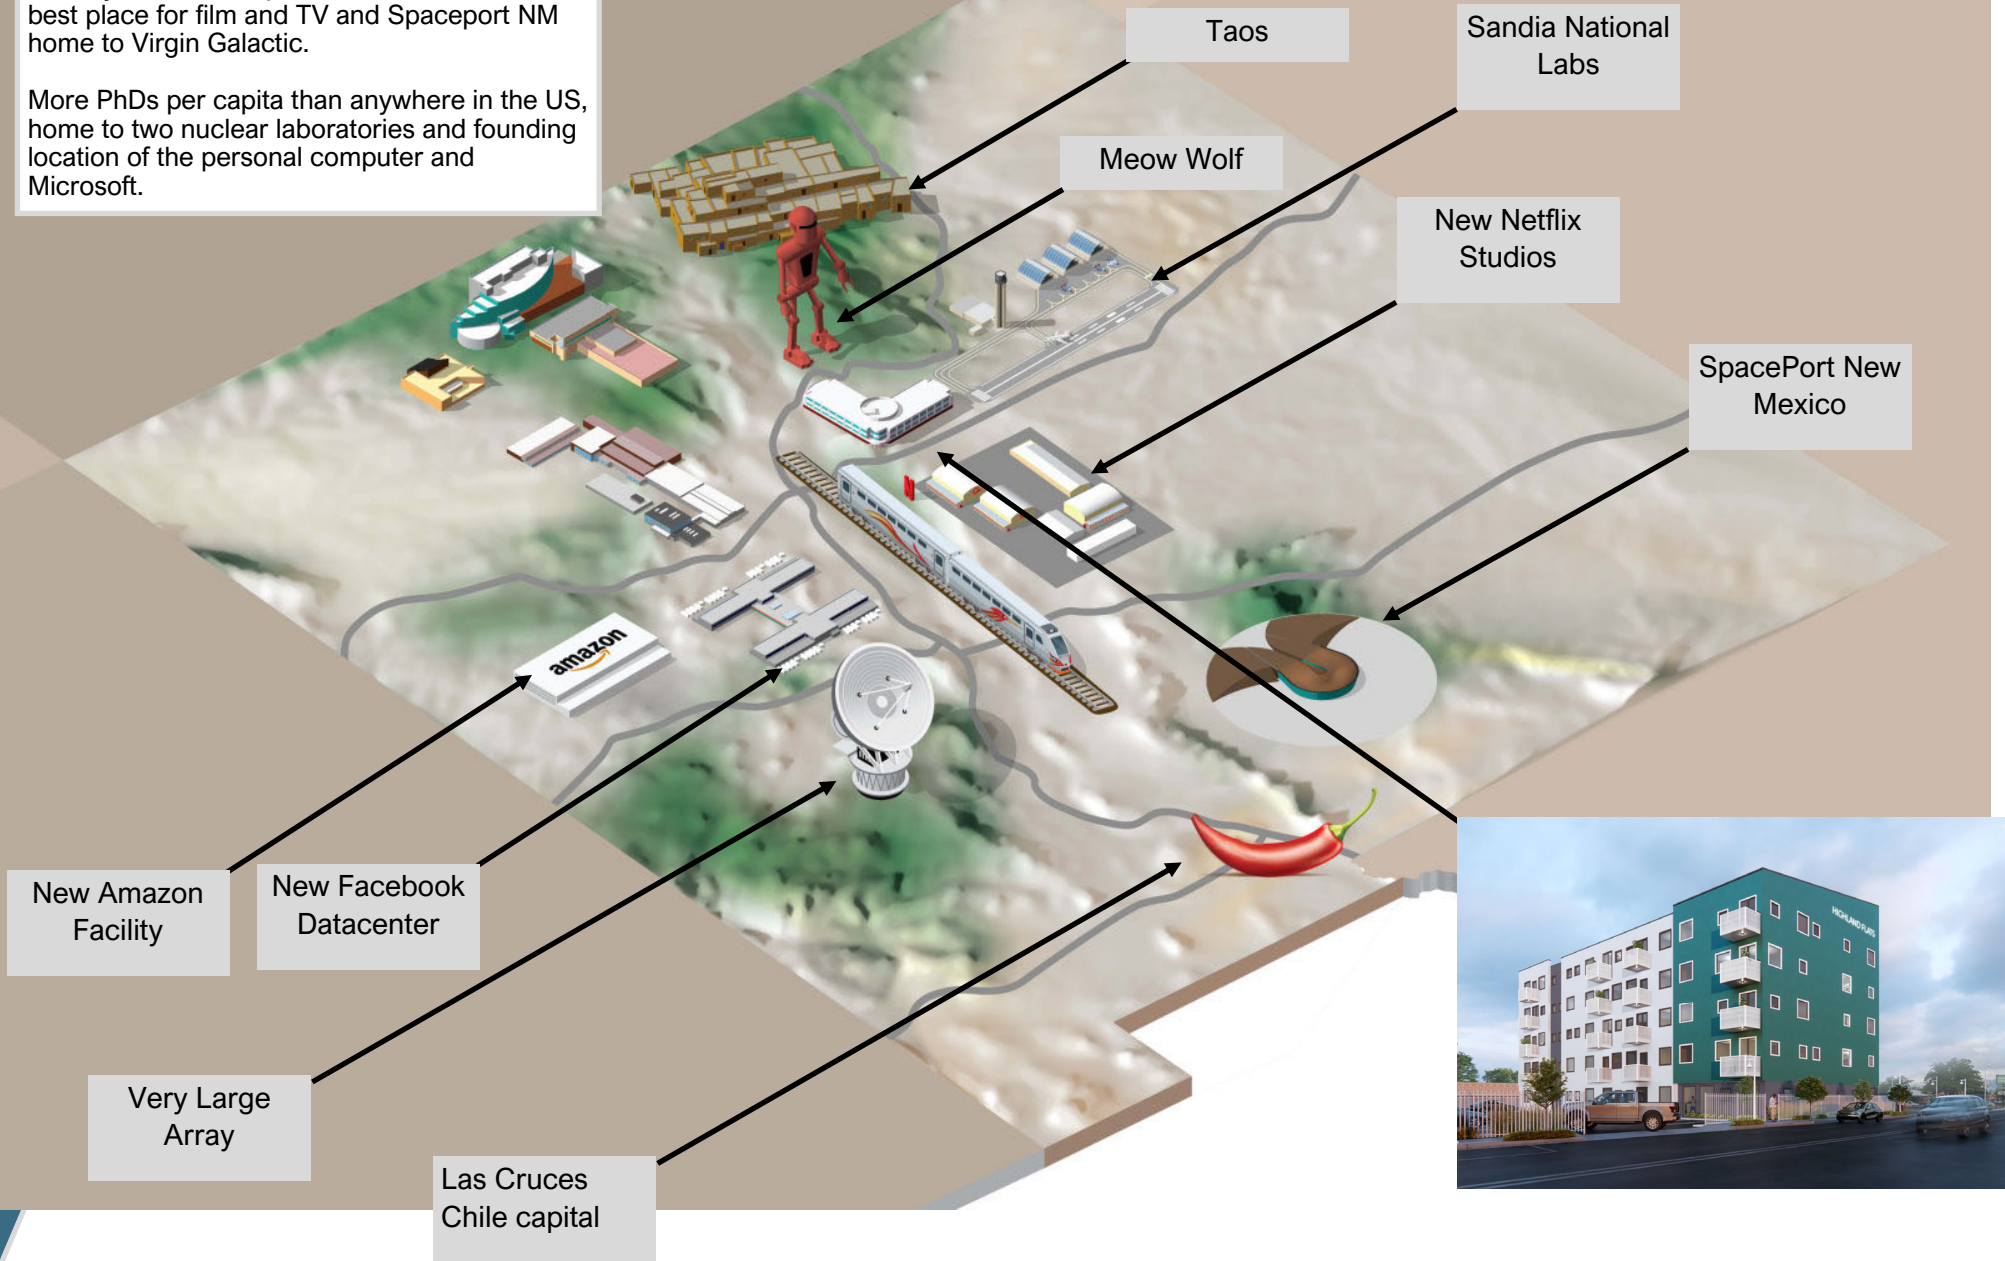 best place for film and TV and Spaceport NM
home to Virgin Galactic.
More PhDs per capita than anywhere in the US,
home to two nuclear laboratories and founding
location of the personal computer and
Microsoft.
Taos
Sandia National
Labs
Meow Wolf
New Netflix
Studios
SpacePort New
Mexico
N
amazon
New Amazon
Facility
New Facebook
Datacenter
Very Large
Array
Las Cruces
Chile capital
HIGHLAND FLATS